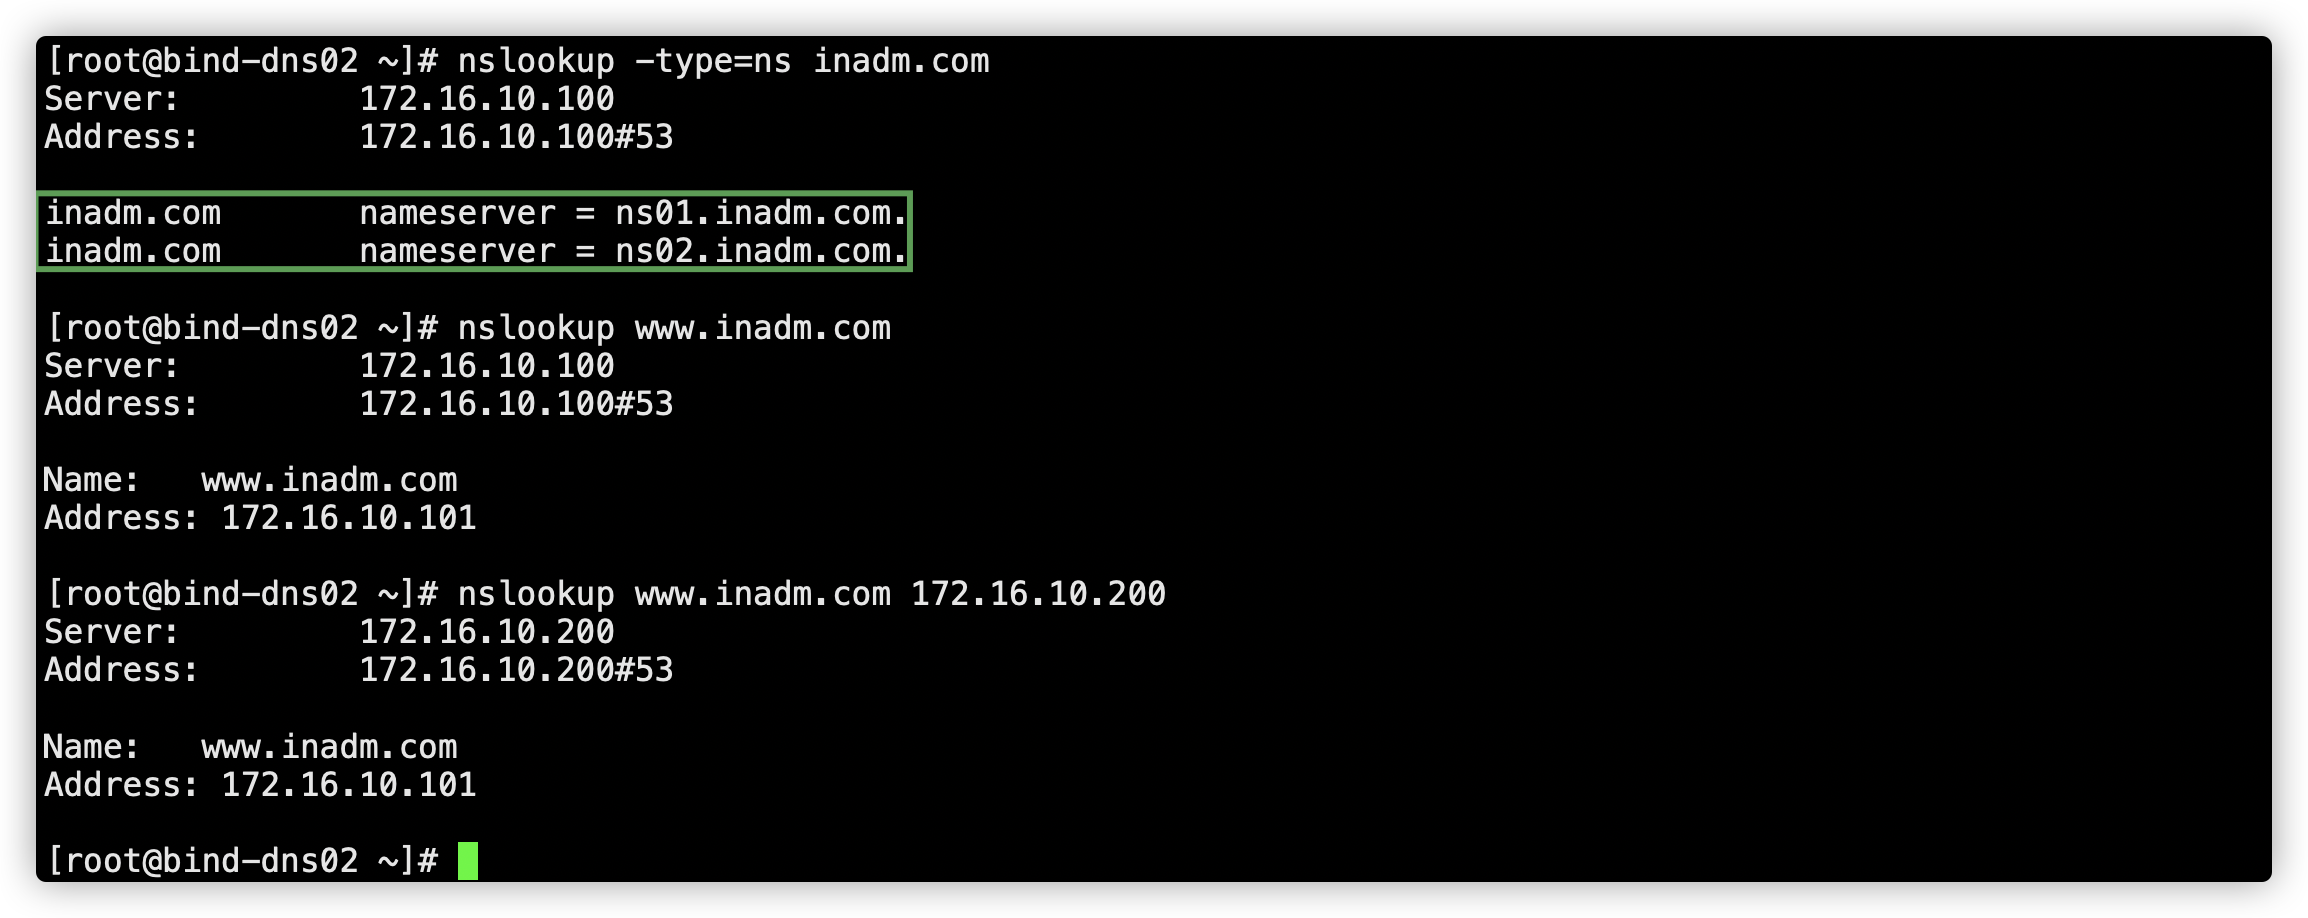 [root@bind-dns02 ~]# nslookup -type=ns inadm.com
Server:         172.16.10.100
Address:        172.16.10.100#53
inadm.com       nameserver = ns01.inadm.com.
inadm.com       nameserver = ns02.inadm.com.
[root@bind-dns02 ~]# nslookup www.inadm.com
Server:         172.16.10.100
Address:        172.16.10.100#53
Name:   www.inadm.com
Address: 172.16.10.101
[root@bind-dns02 ~]# nslookup www.inadm.com 172.16.10.200
Server:         172.16.10.200
Address:        172.16.10.200#53
Name:   www.inadm.com
Address: 172.16.10.101
[root@bind-dns02 ~]#